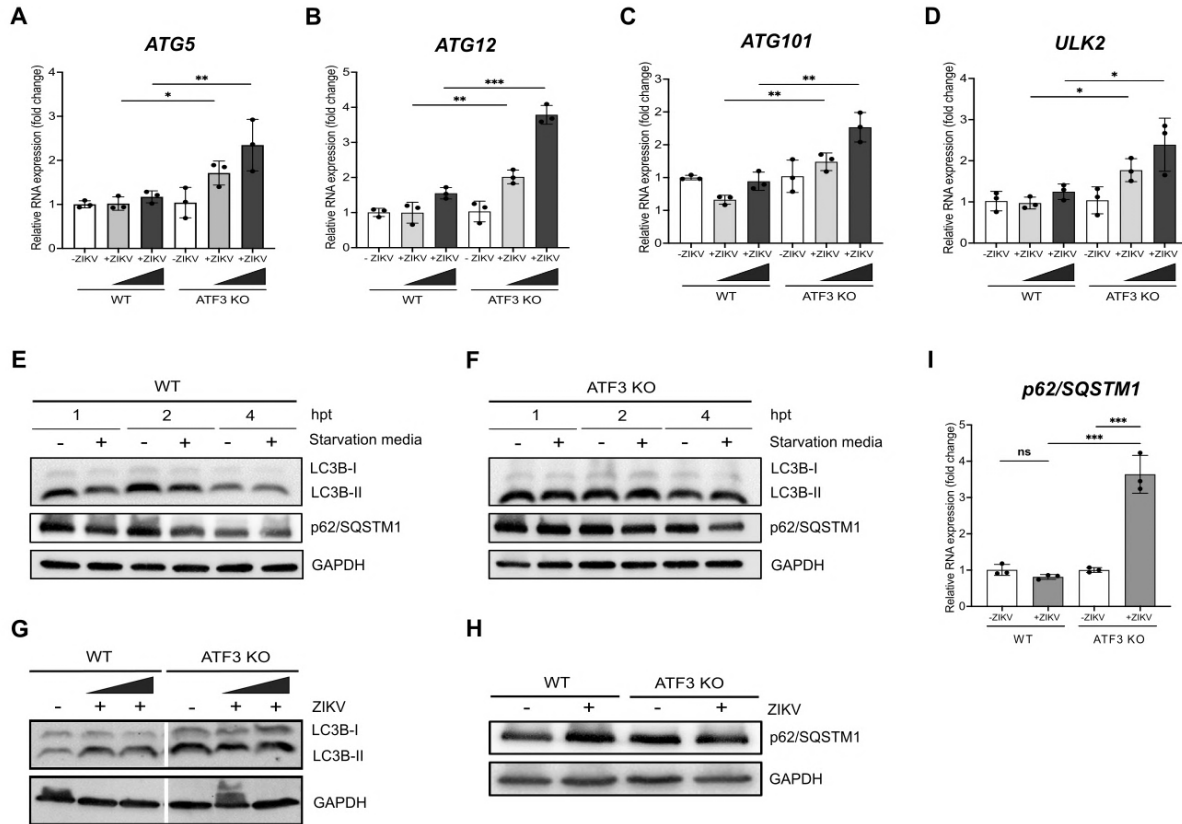 A
ATG5
Relative RNA expression (fold change)
5
4
3
2
1
0
-ZIKV +ZIKV +ZIKV -ZIKV +ZIKV +ZIKV
WT ATF3 KO
* **
B
ATG12
Relative RNA expression (fold change)
5
4
3
2
1
0
- ZIKV +ZIKV +ZIKV - ZIKV +ZIKV +ZIKV
WT ATF3 KO
** ***
C
ATG101
Relative RNA expression (fold change)
3
2
1
1
0
-ZIKV +ZIKV +ZIKV -ZIKV +ZIKV +ZIKV
WT ATF3 KO
** **
D
ULK2
Relative RNA expression (fold change)
4
3
2
1
0
-ZIKV +ZIKV +ZIKV -ZIKV +ZIKV +ZIKV
WT ATF3 KO
* *
E
WT
1 2 4 hpt
- + - + - + Starvation media
LC3B-I
LC3B-II
p62/SQSTM1
GAPDH
F
ATF3 KO
1 2 4 hpt
- + - + - + Starvation media
LC3B-I
LC3B-II
p62/SQSTM1
GAPDH
I
p62/SQSTM1
Relative RNA expression (fold change)
5
4
3
2
1
0
-ZIKV +ZIKV -ZIKV +ZIKV
WT ATF3 KO
ns *** ***
G
WT ATF3 KO
- + + - + + ZIKV
LC3B-I
LC3B-II
GAPDH
H
WT ATF3 KO
- + - + ZIKV
p62/SQSTM1
GAPDH